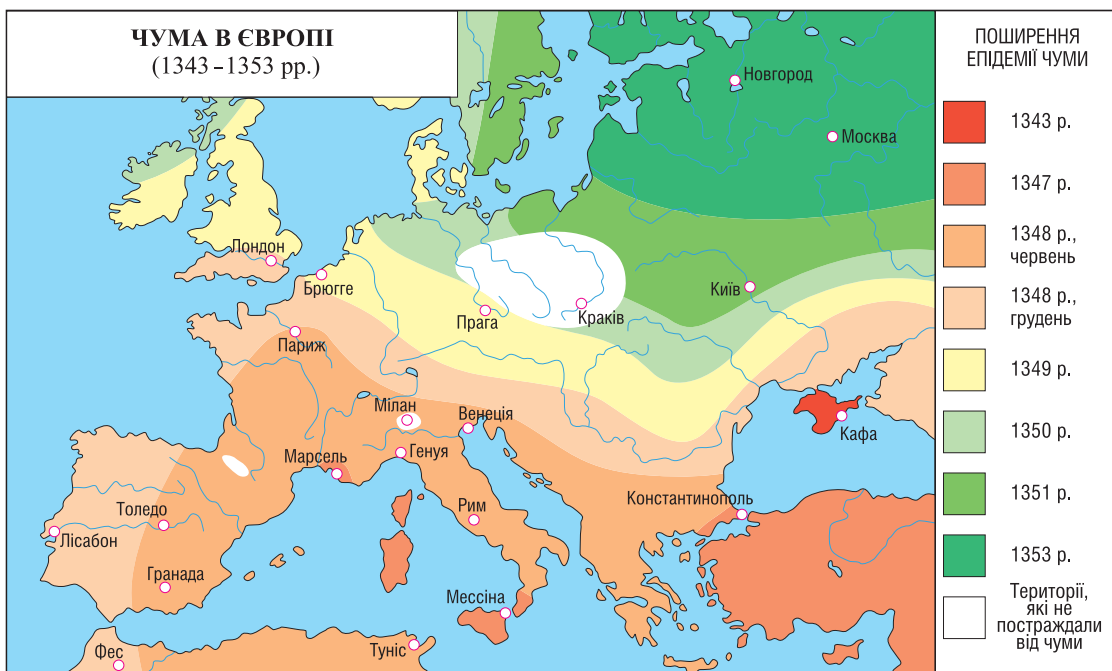 ЧУМА В ЄВРОПІ
(1343–1353 рр.)
Новгород
Москва
Лондон
Брюгге
Прага
Краків
Київ
Париж
Мілан
Венеція
Кафа
Марсель
Генуя
Константинополь
Толедо
Рим
Лісабон
Гранада
Мессіна
Фес
Туніс
ПОШИРЕННЯ
ЕПІДЕМІЇ ЧУМИ
1343 р.
1347 р.
1348 р.,
червень
1348 р.,
грудень
1349 р.
1350 р.
1351 р.
1353 р.
Території,
які не
постраждали
від чуми